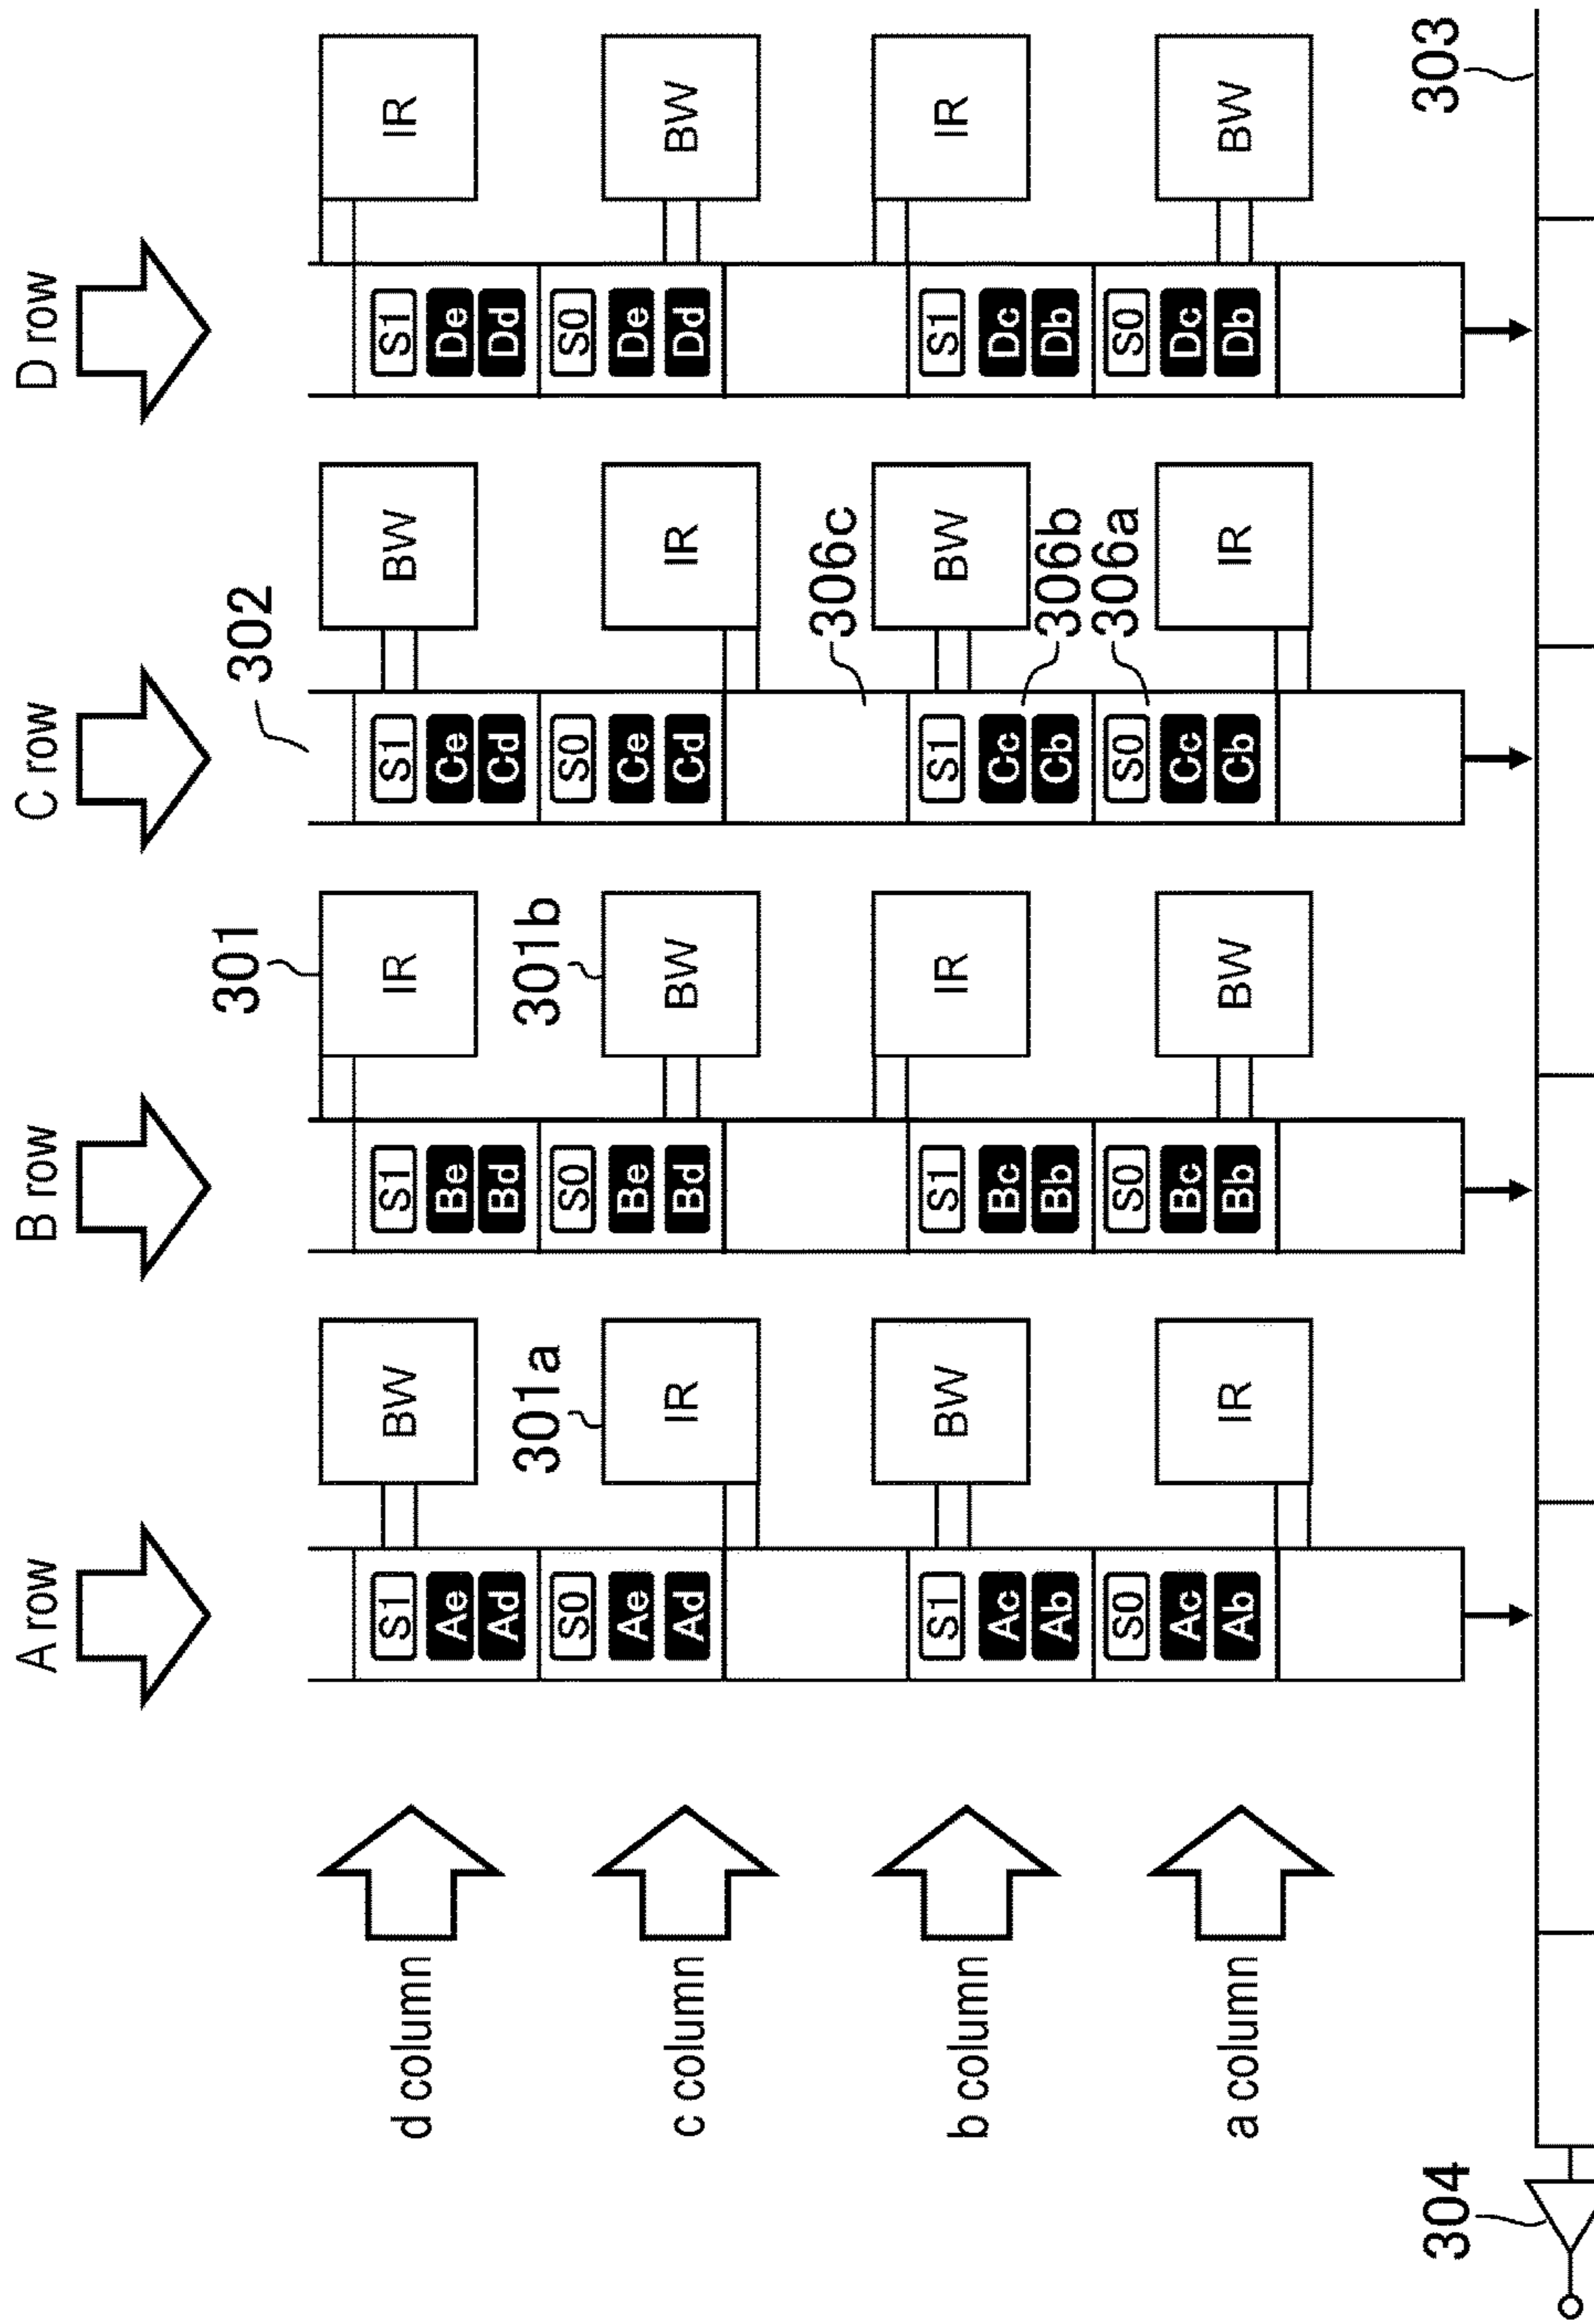 A row B row C row D row
301 302
d column S1 BW S1 IR S1 BW S1 IR
Ae Be Ce De
Ad Bd Cd Dd
301a 301b
S0 S0 S0 S0
Ae Be Ce De
c column Ad IR Bd BW Cd IR Dd BW
306c
b column S1 BW S1 IR S1 BW S1 IR
Ac Bc Cc Dc
Ab Bb Cb 306b Db
S0 S0 S0 306a S0
Ac Bc Cc Dc
a column Ab IR Bb BW Cb IR Db BW
304 303